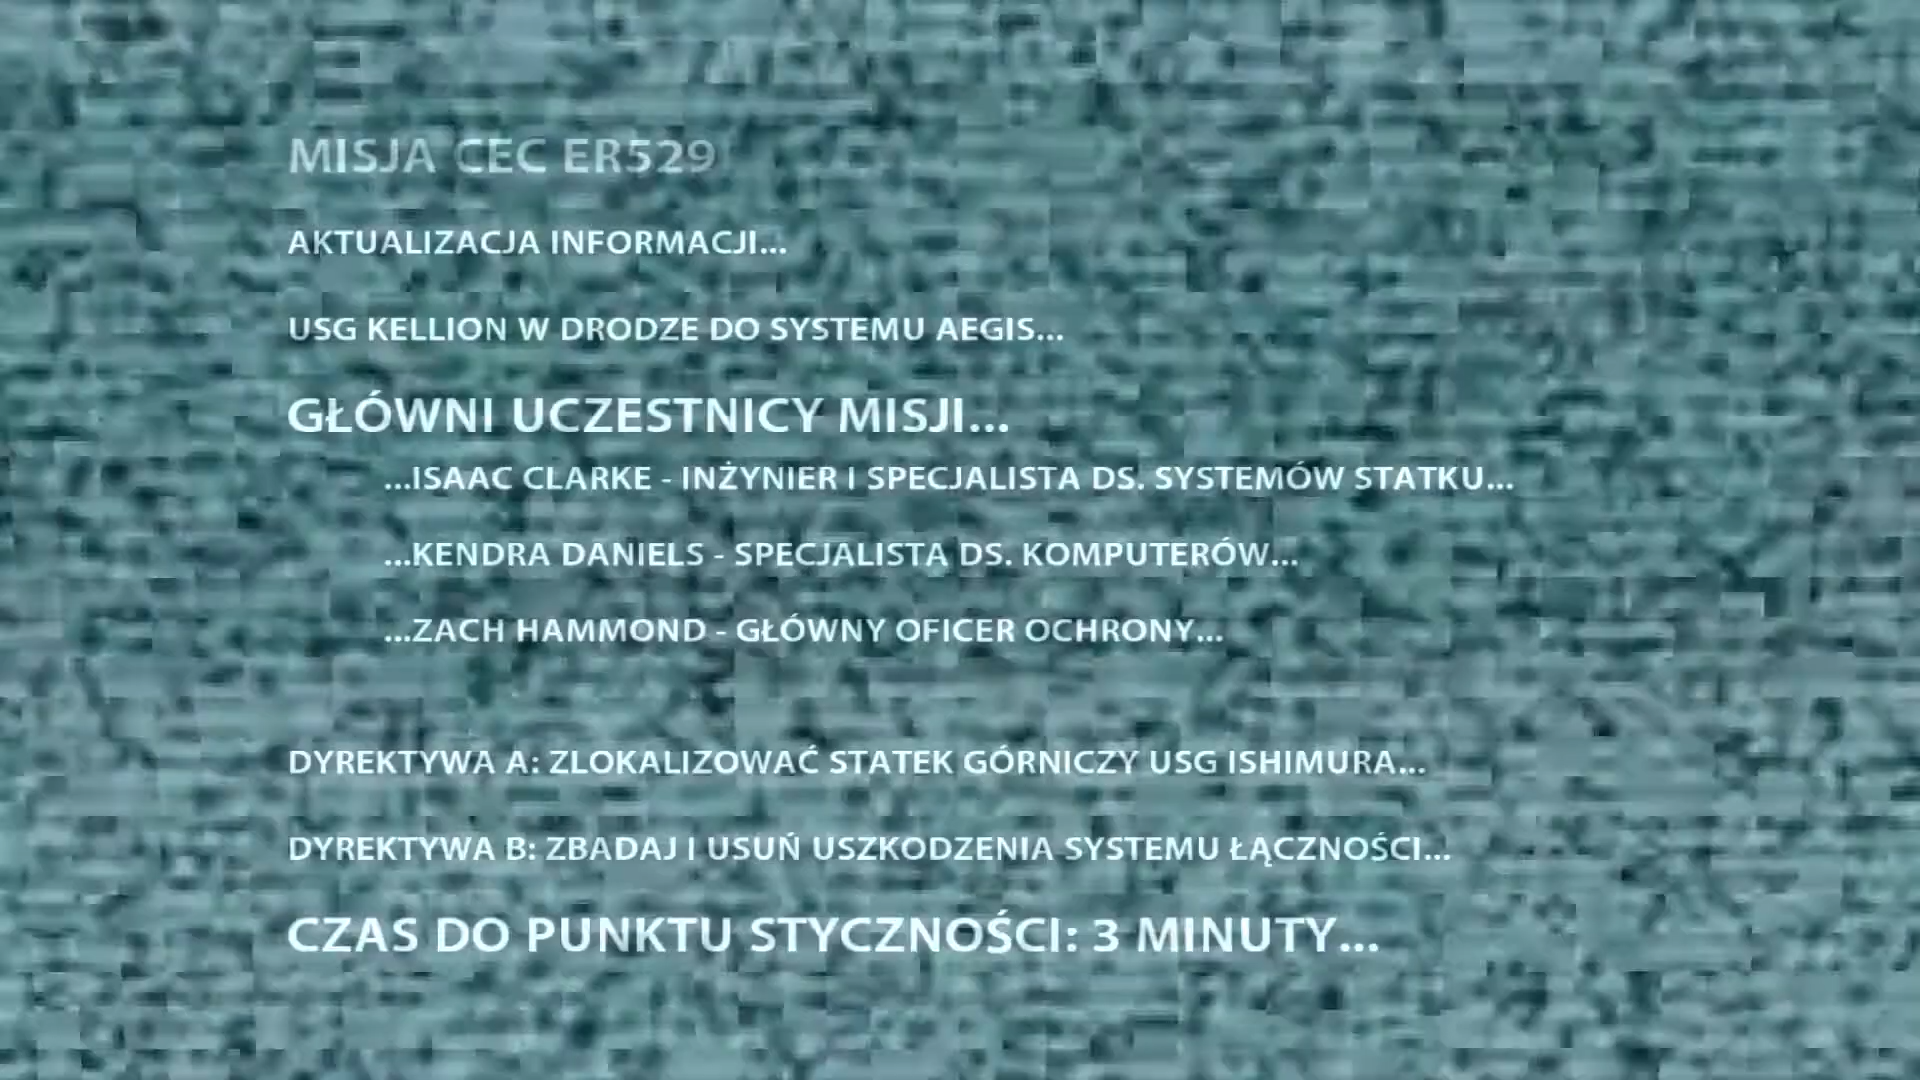 MISJA CEC ER529
AKTUALIZACJA INFORMACJI...
USG KELLION W DRODZE DO SYSTEMU AEGIS...
GŁÓWNI UCZESTNICY MISJI...
...ISAAC CLARKE - INŻYNIER I SPECJALISTA DS. SYSTEMÓW STATKU...
...KENDRA DANIELS - SPECJALISTA DS. KOMPUTERÓW...
...ZACH HAMMOND - GŁÓWNY OFICER OCHRONY...
DYREKTYWA A: ZLOKALIZOWAĆ STATEK GÓRNICZY USG ISHIMURA...
DYREKTYWA B: ZBADAJ I USUŃ USZKODZENIA SYSTEMU ŁĄCZNOŚCI...
CZAS DO PUNKTU STYCZNOŚCI: 3 MINUTY...